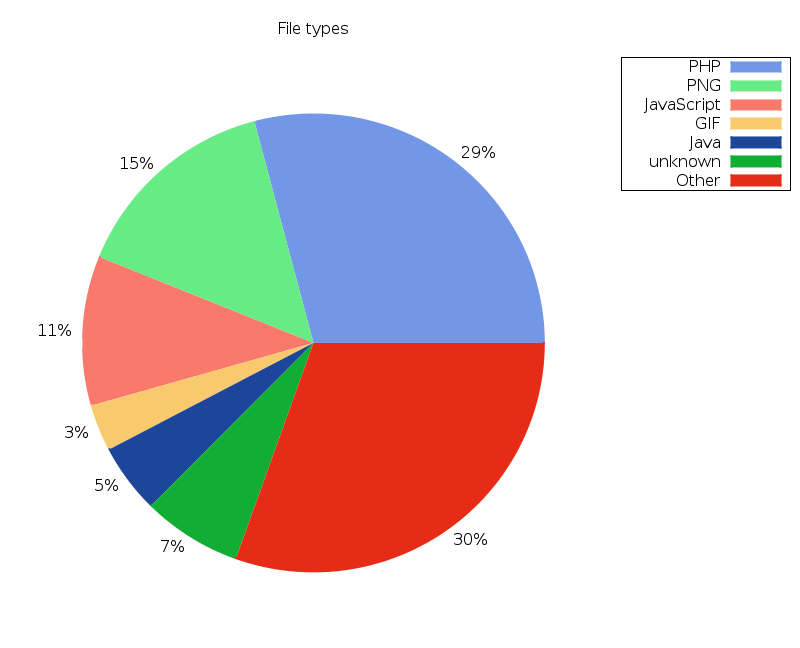 File types
PHP
PNG
JavaScript
GIF
Java
unknown
Other
29%
15%
11%
3%
5%
7%
30%